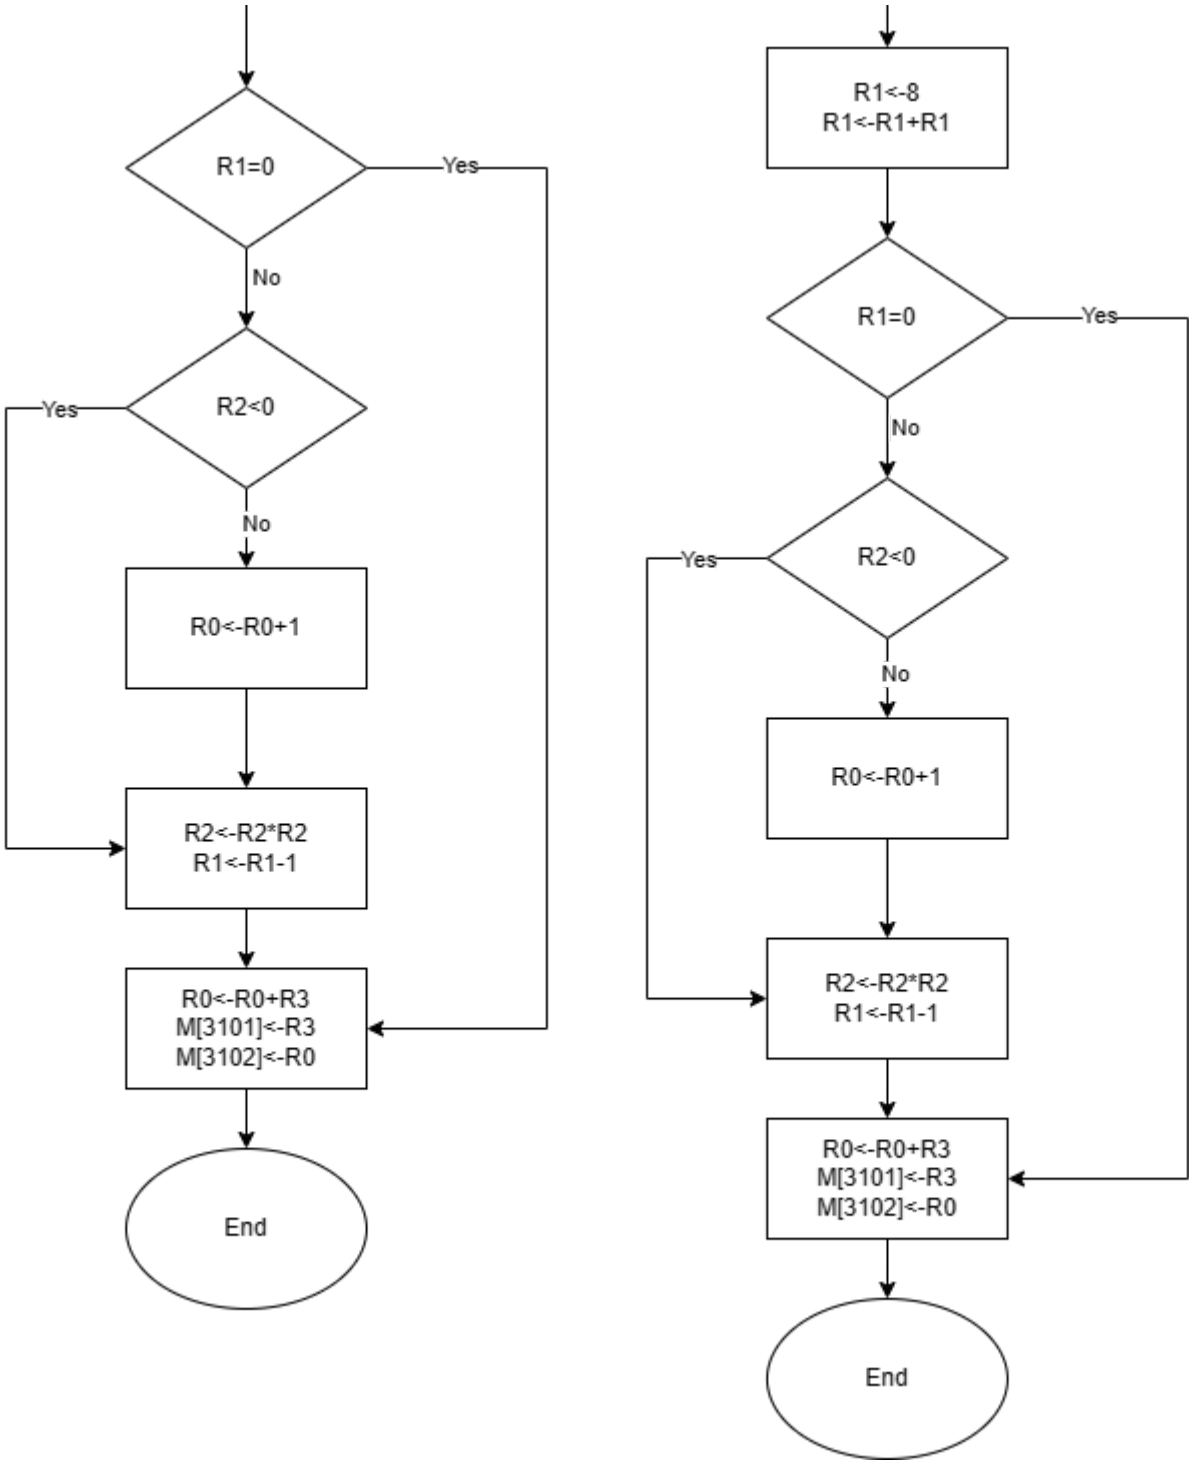 R1=0
Yes
No
R2<0
Yes
No
R0<-R0+1
R2<-R2*R2
R1<-R1-1
R0<-R0+R3
M[3101]<-R3
M[3102]<-R0
End
R1<-8
R1<-R1+R1
R1=0
Yes
No
R2<0
Yes
No
R0<-R0+1
R2<-R2*R2
R1<-R1-1
R0<-R0+R3
M[3101]<-R3
M[3102]<-R0
End